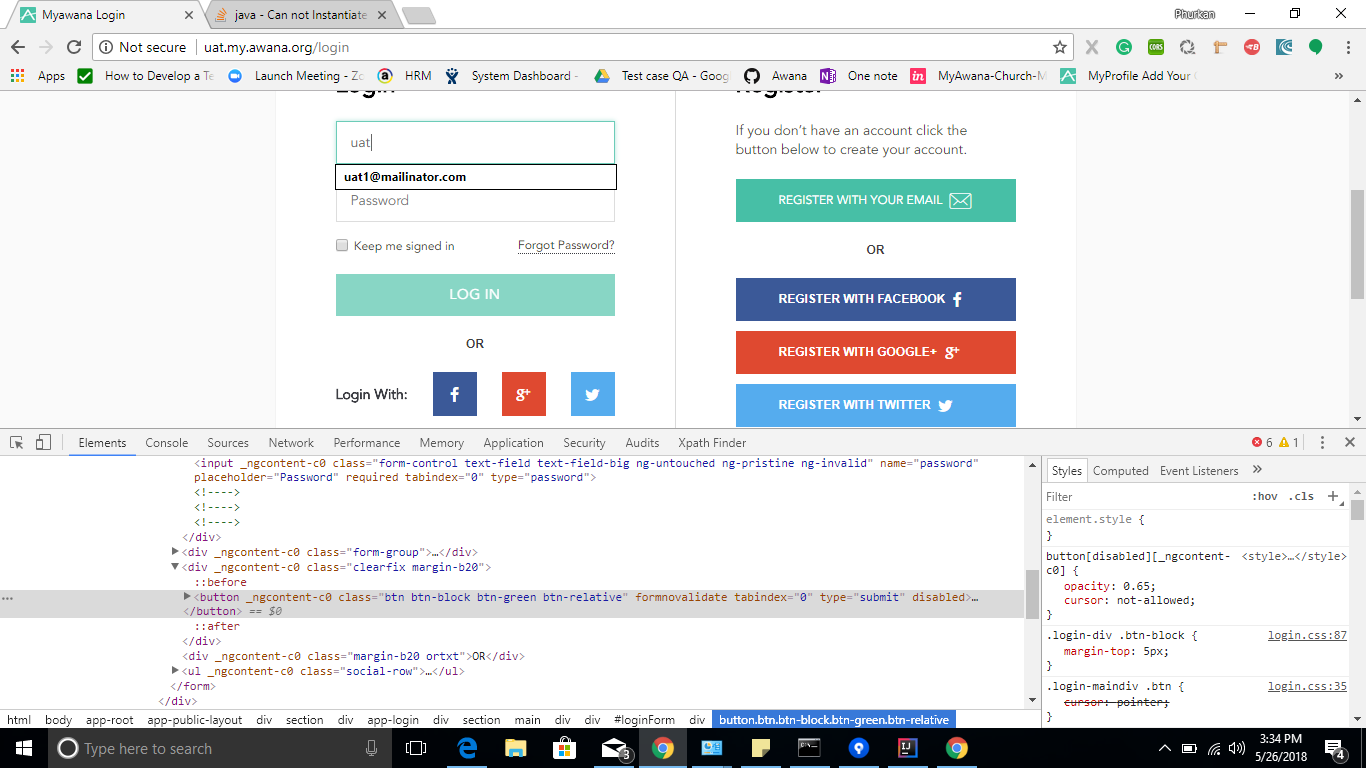 Myawana Login
java - Can not Instantiate
Phurkan
Not secure
uat.my.awana.org/login
Apps
How to Develop a Te
Launch Meeting - Zo
HRM
System Dashboard -
Test case QA - Goog
Awana
One note
MyAwana-Church-M
MyProfile Add Your
»
Login
uat
uat1@mailinator.com
Password
Keep me signed in
Forgot Password?
LOG IN
OR
Login With:
Register
If you don't have an account click the
button below to create your account.
REGISTER WITH YOUR EMAIL
OR
REGISTER WITH FACEBOOK
REGISTER WITH GOOGLE+
REGISTER WITH TWITTER
Elements Console Sources Network Performance Memory Application Security Audits Xpath Finder
6 1
<input _ngcontent-c0 class="form-control text-field text-field-big ng-untouched ng-pristine ng-invalid" name="password"
placeholder="Password" required tabindex="0" type="password">
<!---->
<!---->
<!---->
</div>
<div _ngcontent-c0 class="form-group">…</div>
<div _ngcontent-c0 class="clearfix margin-b20">
::before
<button _ngcontent-c0 class="btn btn-block btn-green btn-relative" formnovalidate tabindex="0" type="submit" disabled>…
</button> == $0
::after
</div>
<div _ngcontent-c0 class="margin-b20 ortxt">OR</div>
<ul _ngcontent-c0 class="social-row">…</ul>
</form>
</div>
html body app-root app-public-layout div section div app-login div section main div div #loginForm div button.btn.btn-block.btn-green.btn-relative
Styles Computed Event Listeners »
Filter :hov .cls +
element.style {
}
button[disabled][_ngcontent- <style>…</style>
c0] {
opacity: 0.65;
cursor: not-allowed;
}
.login-div .btn-block { login.css:87
margin-top: 5px;
}
.login-maindiv .btn { login.css:35
cursor: pointer;
}
Type here to search
3
3:34 PM
5/26/2018
4